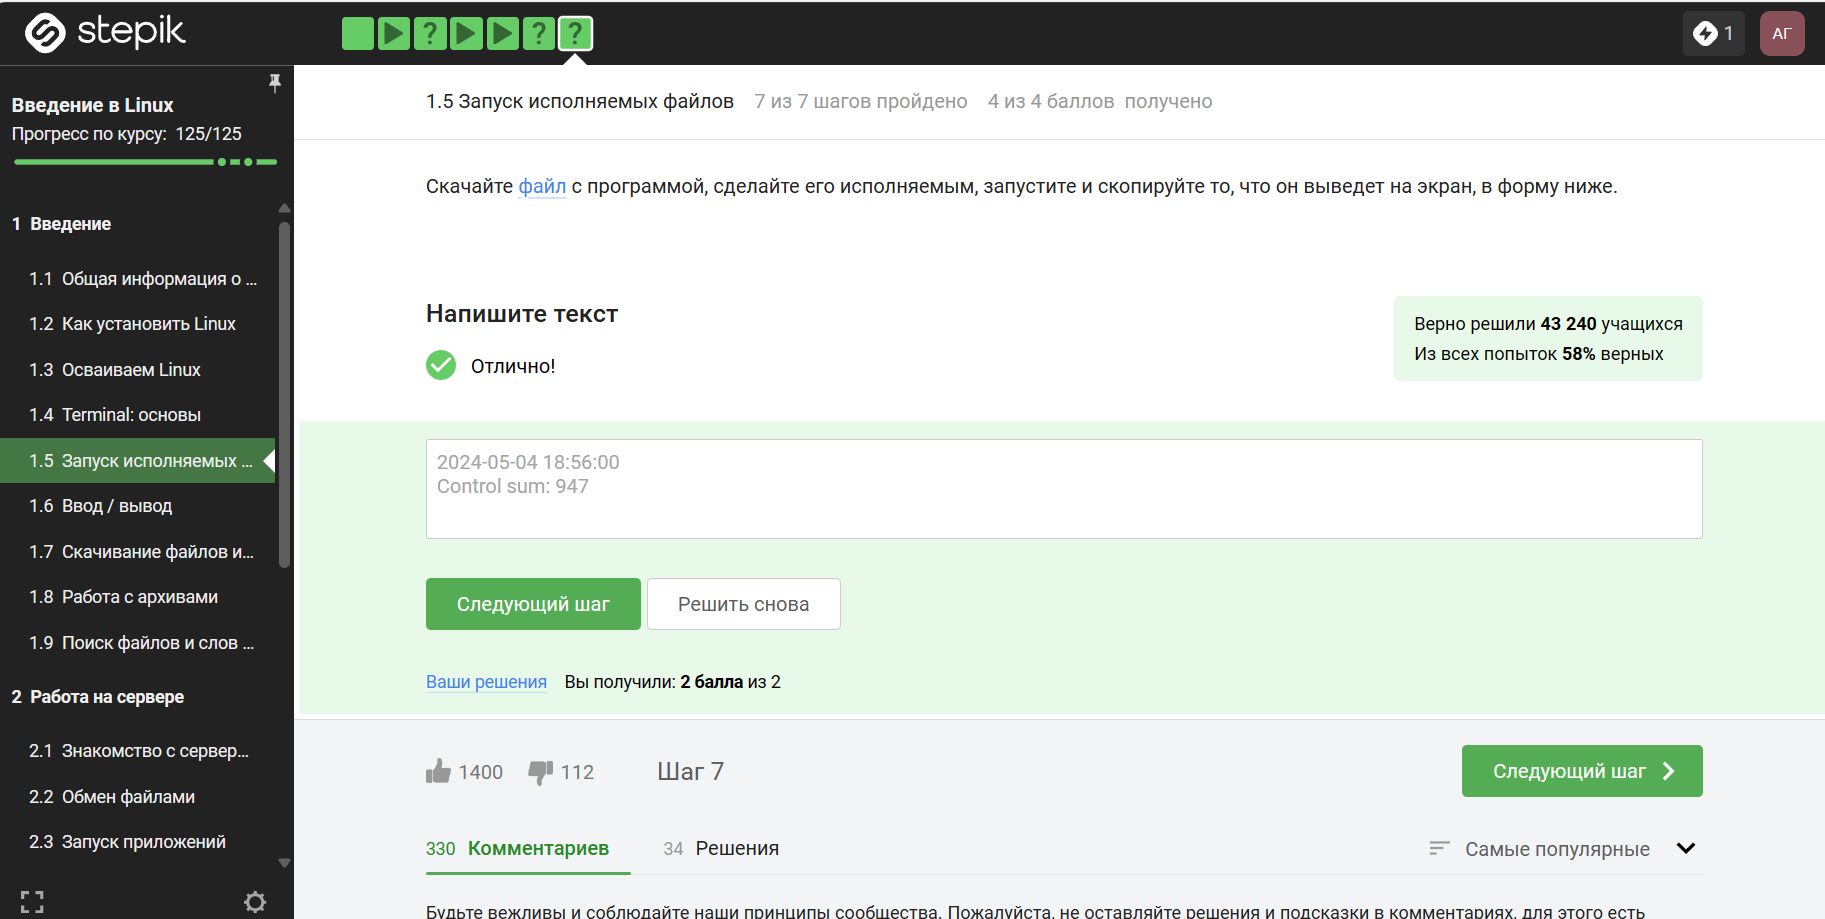 stepik
1
АГ
Введение в Linux
Прогресс по курсу: 125/125
1 Введение
1.1 Общая информация о ...
1.2 Как установить Linux
1.3 Осваиваем Linux
1.4 Terminal: основы
1.5 Запуск исполняемых ...
1.6 Ввод / вывод
1.7 Скачивание файлов и...
1.8 Работа с архивами
1.9 Поиск файлов и слов ...
2 Работа на сервере
2.1 Знакомство с сервер...
2.2 Обмен файлами
2.3 Запуск приложений
1.5 Запуск исполняемых файлов 7 из 7 шагов пройдено 4 из 4 баллов получено
Скачайте файл с программой, сделайте его исполняемым, запустите и скопируйте то, что он выведет на экран, в форму ниже.
Напишите текст
Отлично!
Верно решили 43 240 учащихся
Из всех попыток 58% верных
2024-05-04 18:56:00
Control sum: 947
Следующий шаг Решить снова
Ваши решения Вы получили: 2 балла из 2
1400 112 Шаг 7 Следующий шаг
330 Комментариев 34 Решения Самые популярные
Будьте вежливы и соблюдайте наши принципы сообщества. Пожалуйста, не оставляйте решения и подсказки в комментариях, для этого есть